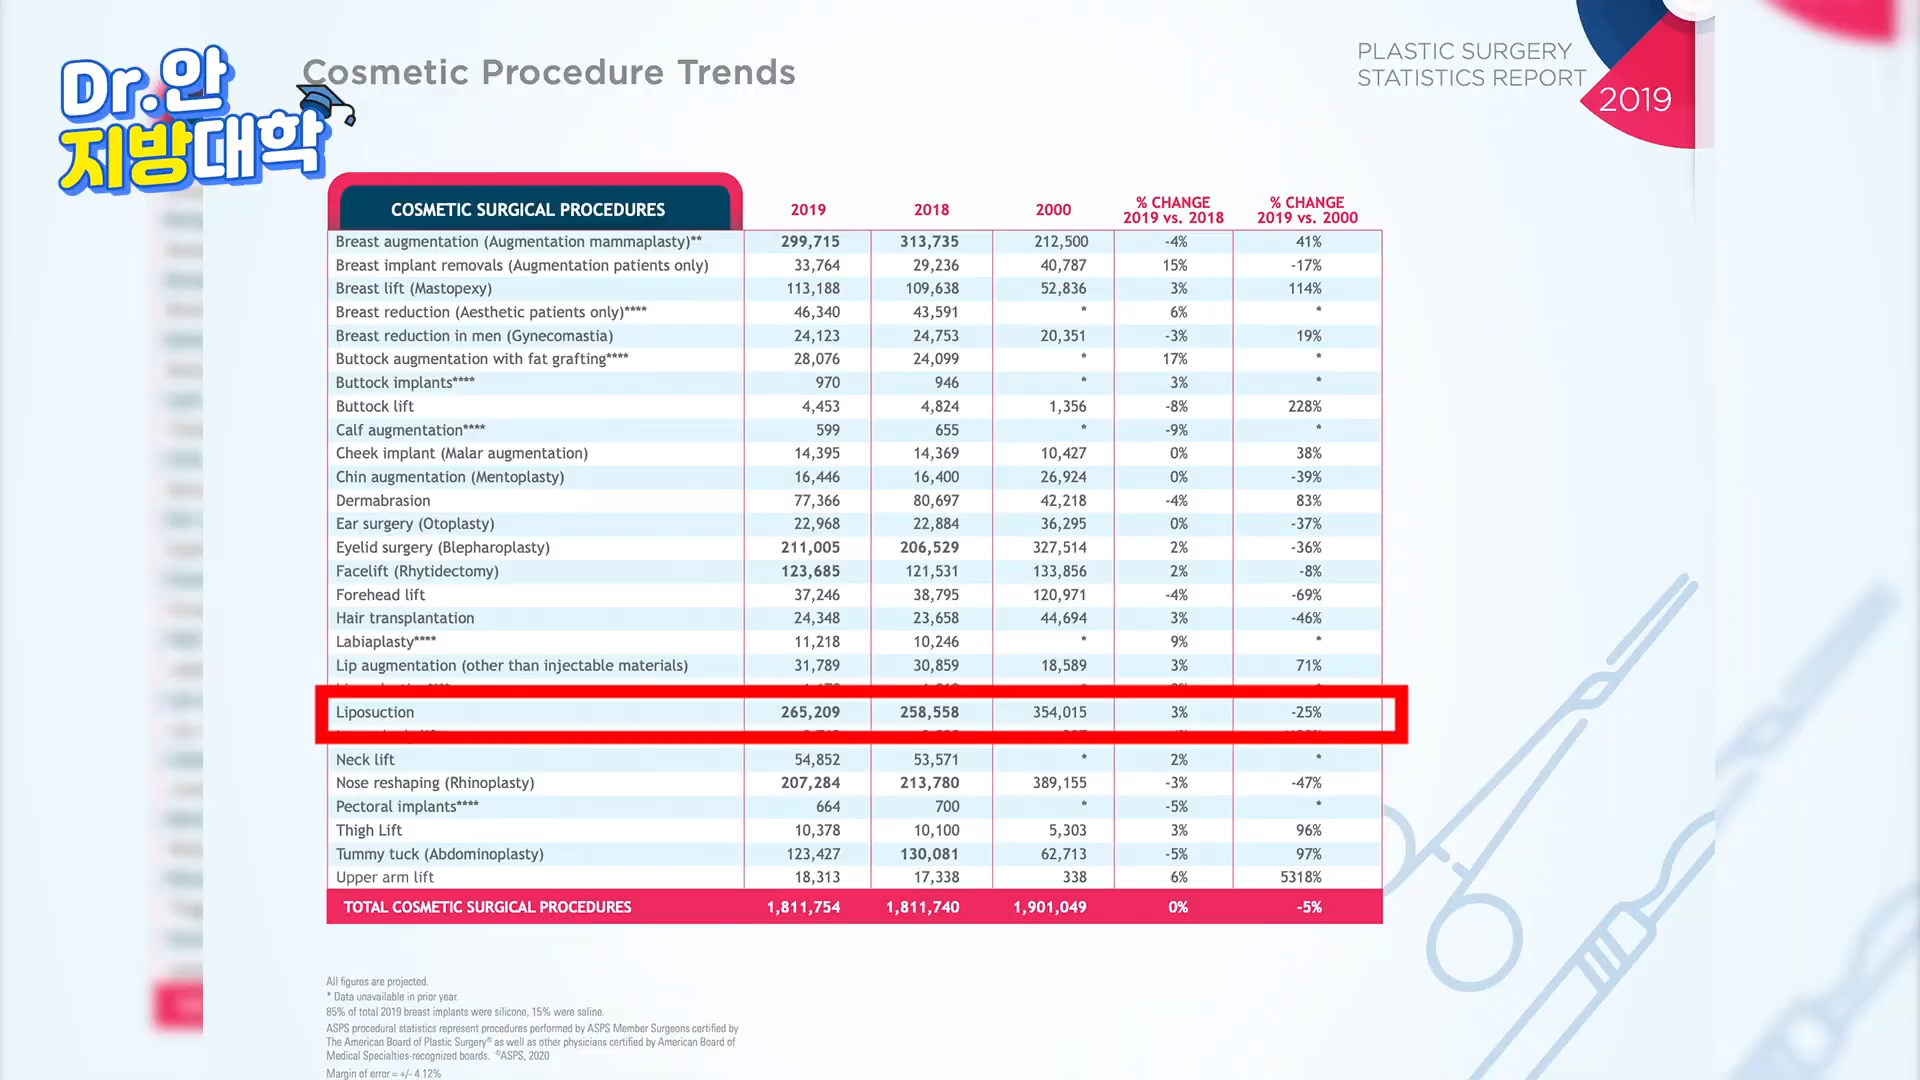 Dr.안
지방대학
Cosmetic Procedure Trends
PLASTIC SURGERY
STATISTICS REPORT
2019
COSMETIC SURGICAL PROCEDURES 2019 2018 2000 % CHANGE 2019 vs. 2018 % CHANGE 2019 vs. 2000
Breast augmentation (Augmentation mammaplasty)** 299,715 313,735 212,500 -4% 41%
Breast implant removals (Augmentation patients only) 33,764 29,236 40,787 15% -17%
Breast lift (Mastopexy) 113,188 109,638 52,836 3% 114%
Breast reduction (Aesthetic patients only)**** 46,340 43,591 * 6% *
Breast reduction in men (Gynecomastia) 24,123 24,753 20,351 -3% 19%
Buttock augmentation with fat grafting**** 28,076 24,099 * 17% *
Buttock implants**** 970 946 * 3% *
Buttock lift 4,453 4,824 1,356 -8% 228%
Calf augmentation**** 599 655 * -9% *
Cheek implant (Malar augmentation) 14,395 14,369 10,427 0% 38%
Chin augmentation (Mentoplasty) 16,446 16,400 26,924 0% -39%
Dermabrasion 77,366 80,697 42,218 -4% 83%
Ear surgery (Otoplasty) 22,968 22,884 36,295 0% -37%
Eyelid surgery (Blepharoplasty) 211,005 206,529 327,514 2% -36%
Facelift (Rhytidectomy) 123,685 121,531 133,856 2% -8%
Forehead lift 37,246 38,795 120,971 -4% -69%
Hair transplantation 24,348 23,658 44,694 3% -46%
Labiaplasty**** 11,218 10,246 * 9% *
Lip augmentation (other than injectable materials) 31,789 30,859 18,589 3% 71%
Liposuction 265,209 258,558 354,015 3% -25%
Neck lift 54,852 53,571 * 2% *
Nose reshaping (Rhinoplasty) 207,284 213,780 389,155 -3% -47%
Pectoral implants**** 664 700 * -5% *
Thigh Lift 10,378 10,100 5,303 3% 96%
Tummy tuck (Abdominoplasty) 123,427 130,081 62,713 -5% 97%
Upper arm lift 18,313 17,338 338 6% 5318%
TOTAL COSMETIC SURGICAL PROCEDURES 1,811,754 1,811,740 1,901,049 0% -5%
All figures are projected.
* Data unavailable in prior year.
85% of total 2019 breast implants were silicone, 15% were saline.
ASPS procedural statistics represent procedures performed by ASPS Member Surgeons certified by
The American Board of Plastic Surgery® as well as other physicians certified by American Board of
Medical Specialties-recognized boards. ©ASPS, 2020
Margin of error = +/- 4.12%